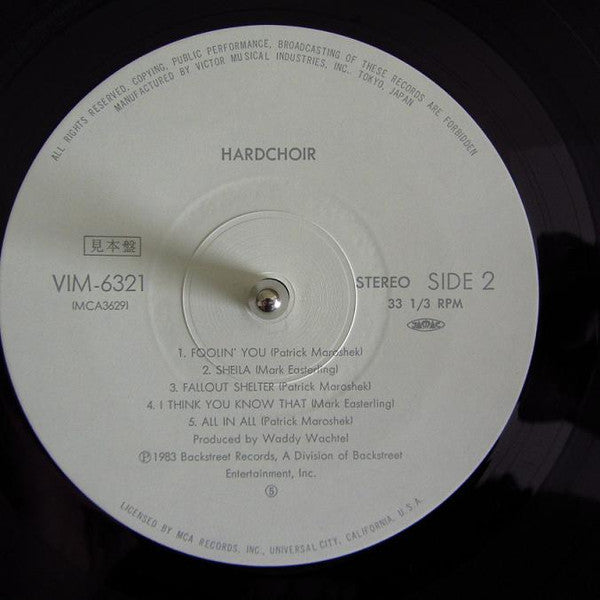 ALL RIGHTS RESERVED. COPYING, PUBLIC PERFORMANCE, BROADCASTING OF THESE RECORDS ARE FORBIDDEN
MANUFACTURED BY VICTOR MUSICAL INDUSTRIES, INC. TOKYO, JAPAN
HARDCHOIR
見本盤
VIM-6321
(MCA3629)
STEREO SIDE 2
33 1/3 RPM
1. FOOLIN' YOU (Patrick Maroshek)
2. SHEILA (Mark Easterling)
3. FALLOUT SHELTER (Patrick Maroshek)
4. I THINK YOU KNOW THAT (Mark Easterling)
5. ALL IN ALL (Patrick Maroshek)
Produced by Waddy Wachtel
Ⓟ1983 Backstreet Records, A Division of Backstreet
Entertainment, Inc.
Ⓢ
LICENSED BY MCA RECORDS, INC., UNIVERSAL CITY, CALIFORNIA, U.S.A.